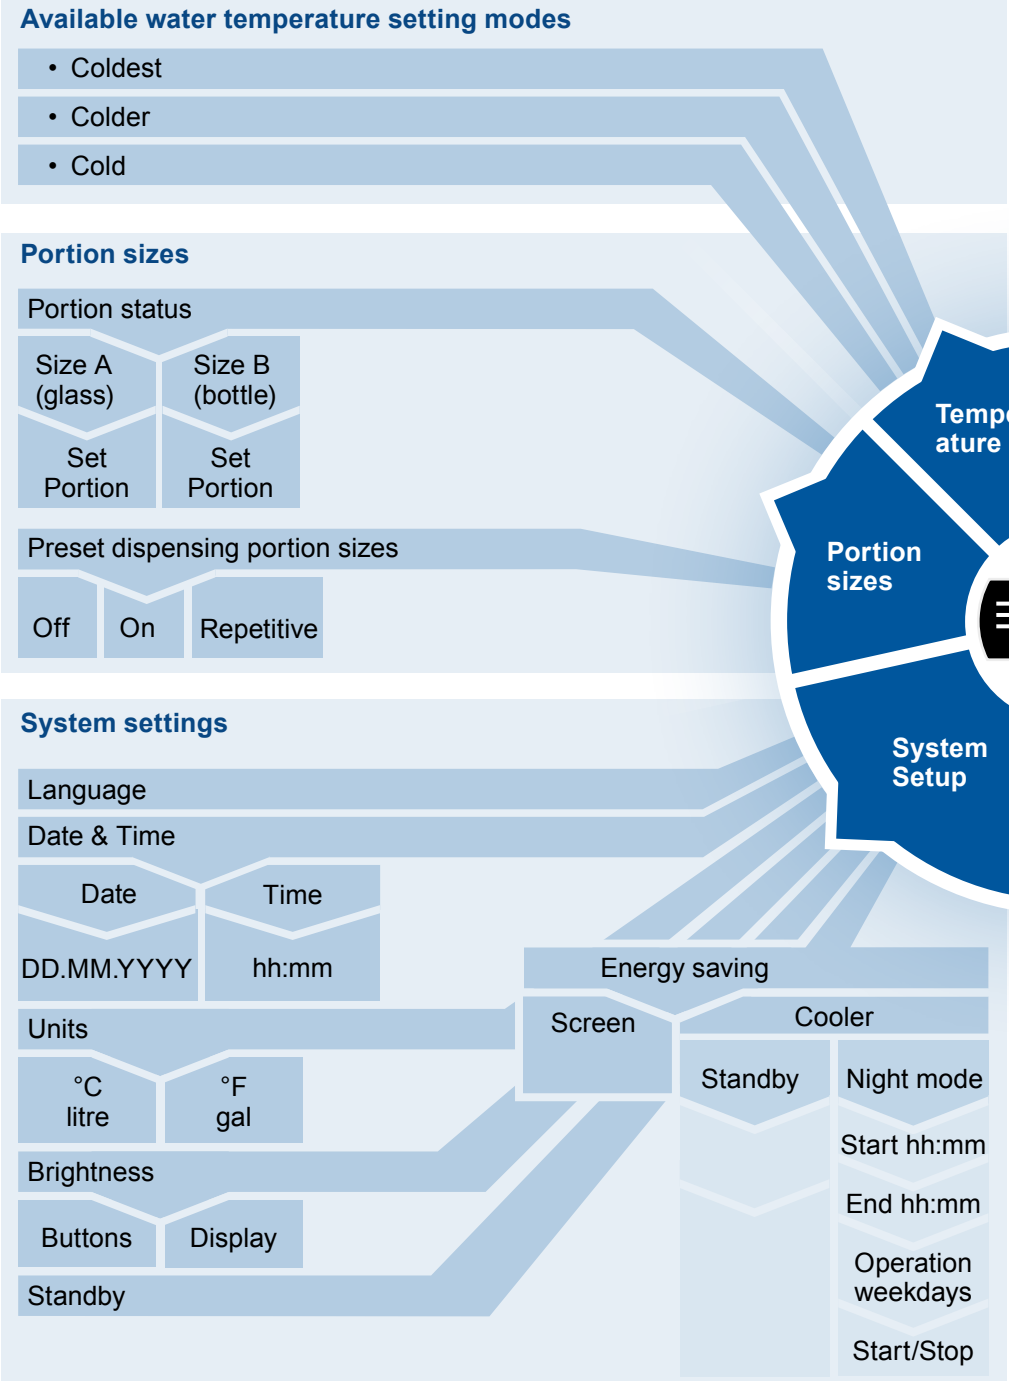 Available water temperature setting modes
• Coldest
• Colder
• Cold
Portion sizes
Portion status
Size A
(glass)
Size B
(bottle)
Set
Portion
Set
Portion
Preset dispensing portion sizes
Off
On
Repetitive
Temp
ature
Portion
sizes
System
Setup
System settings
Language
Date & Time
Date
Time
DD.MM.YYYY
hh:mm
Units
°C
litre
°F
gal
Brightness
Buttons
Display
Standby
Energy saving
Screen
Cooler
Standby
Night mode
Start hh:mm
End hh:mm
Operation
weekdays
Start/Stop